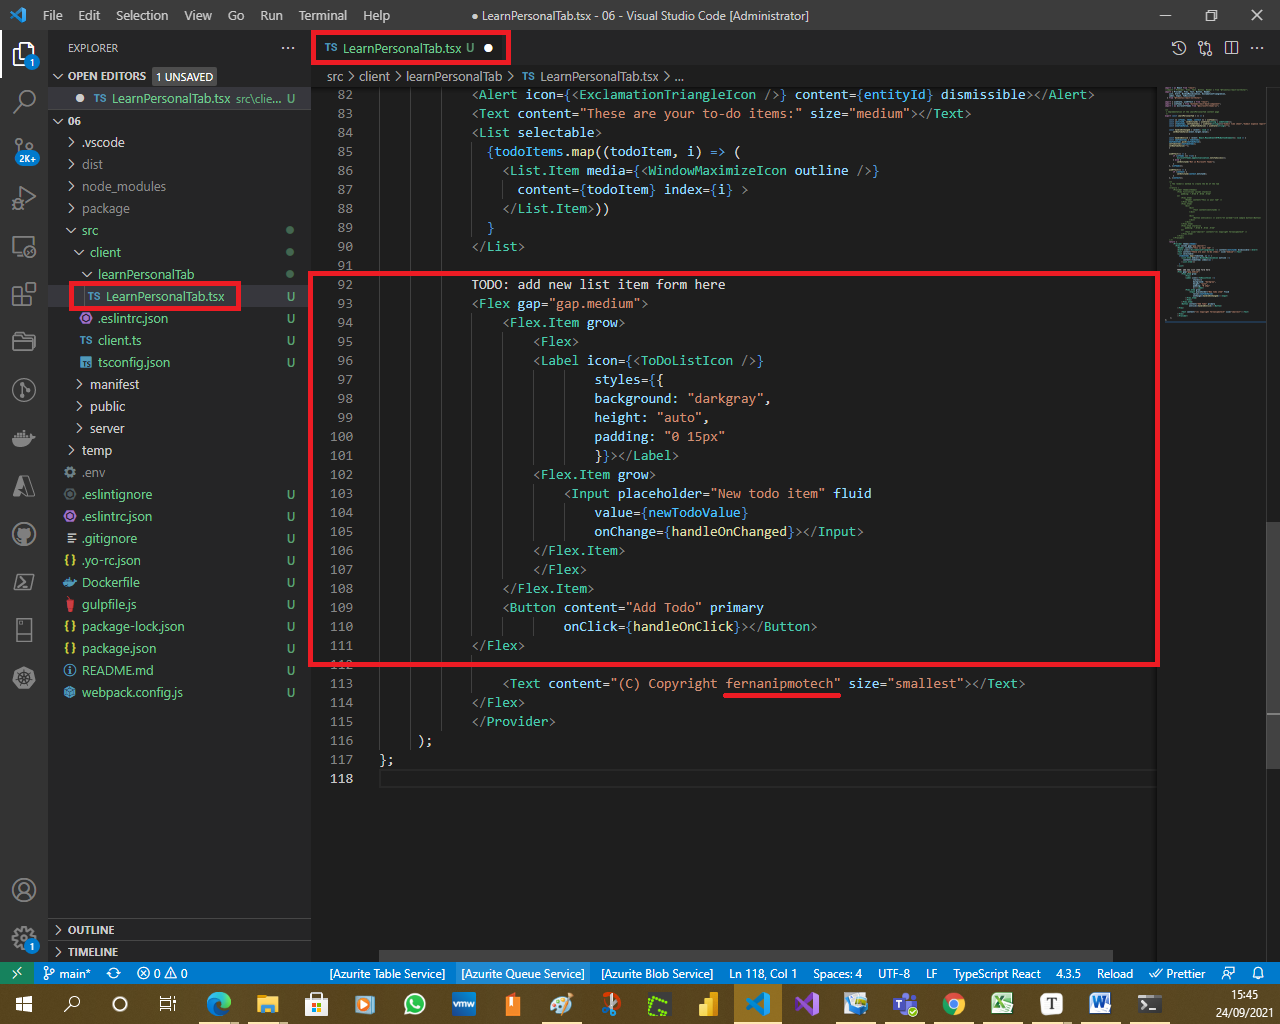 File Edit Selection View Go Run Terminal Help
● LearnPersonalTab.tsx - 06 - Visual Studio Code [Administrator]
EXPLORER
OPEN EDITORS 1 UNSAVED
TS LearnPersonalTab.tsx src\clie... U
06
.vscode
dist
node_modules
package
src
client
learnPersonalTab
TS LearnPersonalTab.tsx U
.eslintrc.json U
TS client.ts U
TS tsconfig.json U
manifest
public
server
temp
.env
.eslintignore U
.eslintrc.json U
.gitignore U
{} .yo-rc.json U
Dockerfile U
gulpfile.js U
{} package-lock.json U
{} package.json U
README.md U
webpack.config.js U
OUTLINE
TIMELINE
1
2K+
1
TS LearnPersonalTab.tsx U ●
src > client > learnPersonalTab > TS LearnPersonalTab.tsx > ...
82 <Alert icon={<ExclamationTriangleIcon />} content={entityId} dismissible></Alert>
83 <Text content="These are your to-do items:" size="medium"></Text>
84 <List selectable>
85 {todoItems.map((todoItem, i) => (
86 <List.Item media={<WindowMaximizeIcon outline />}
87 content={todoItem} index={i} >
88 </List.Item>))
89 }
90 </List>
91
92 TODO: add new list item form here
93 <Flex gap="gap.medium">
94 <Flex.Item grow>
95 <Flex>
96 <Label icon={<ToDoListIcon />}
97 styles={{
98 background: "darkgray",
99 height: "auto",
100 padding: "0 15px"
101 }}></Label>
102 <Flex.Item grow>
103 <Input placeholder="New todo item" fluid
104 value={newTodoValue}
105 onChange={handleOnChanged}></Input>
106 </Flex.Item>
107 </Flex>
108 </Flex.Item>
109 <Button content="Add Todo" primary
110 onClick={handleOnClick}></Button>
111 </Flex>
112
113 <Text content="(C) Copyright fernanipmotech" size="smallest"></Text>
114 </Flex>
115 </Provider>
116 );
117 };
118
main* 0 0 [Azurite Table Service] [Azurite Queue Service] [Azurite Blob Service] Ln 118, Col 1 Spaces: 4 UTF-8 LF TypeScript React 4.3.5 Reload Prettier
vmw
15:45
24/09/2021